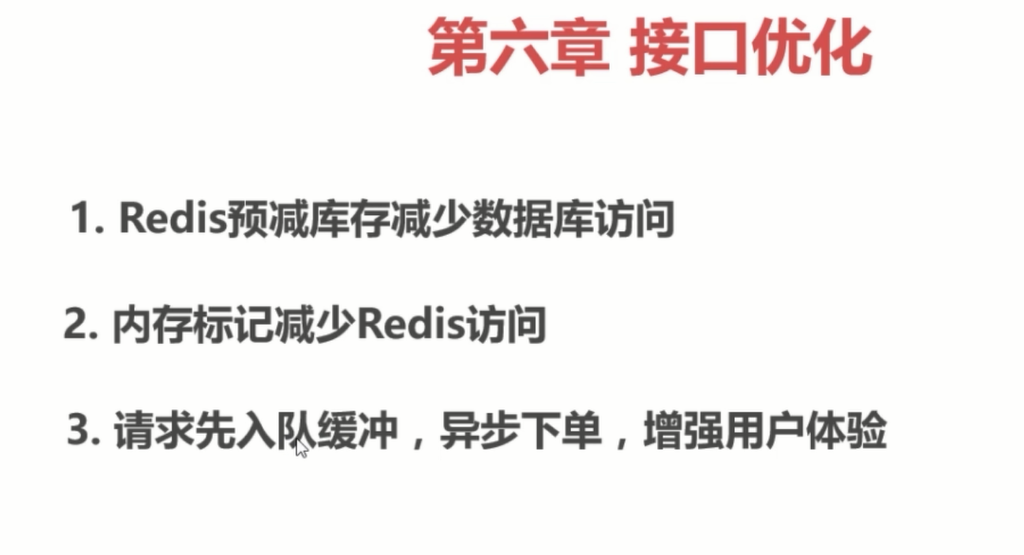 第六章 接口优化
1. Redis预减库存减少数据库访问
2. 内存标记减少Redis访问
3. 请求先入队缓冲，异步下单，增强用户体验